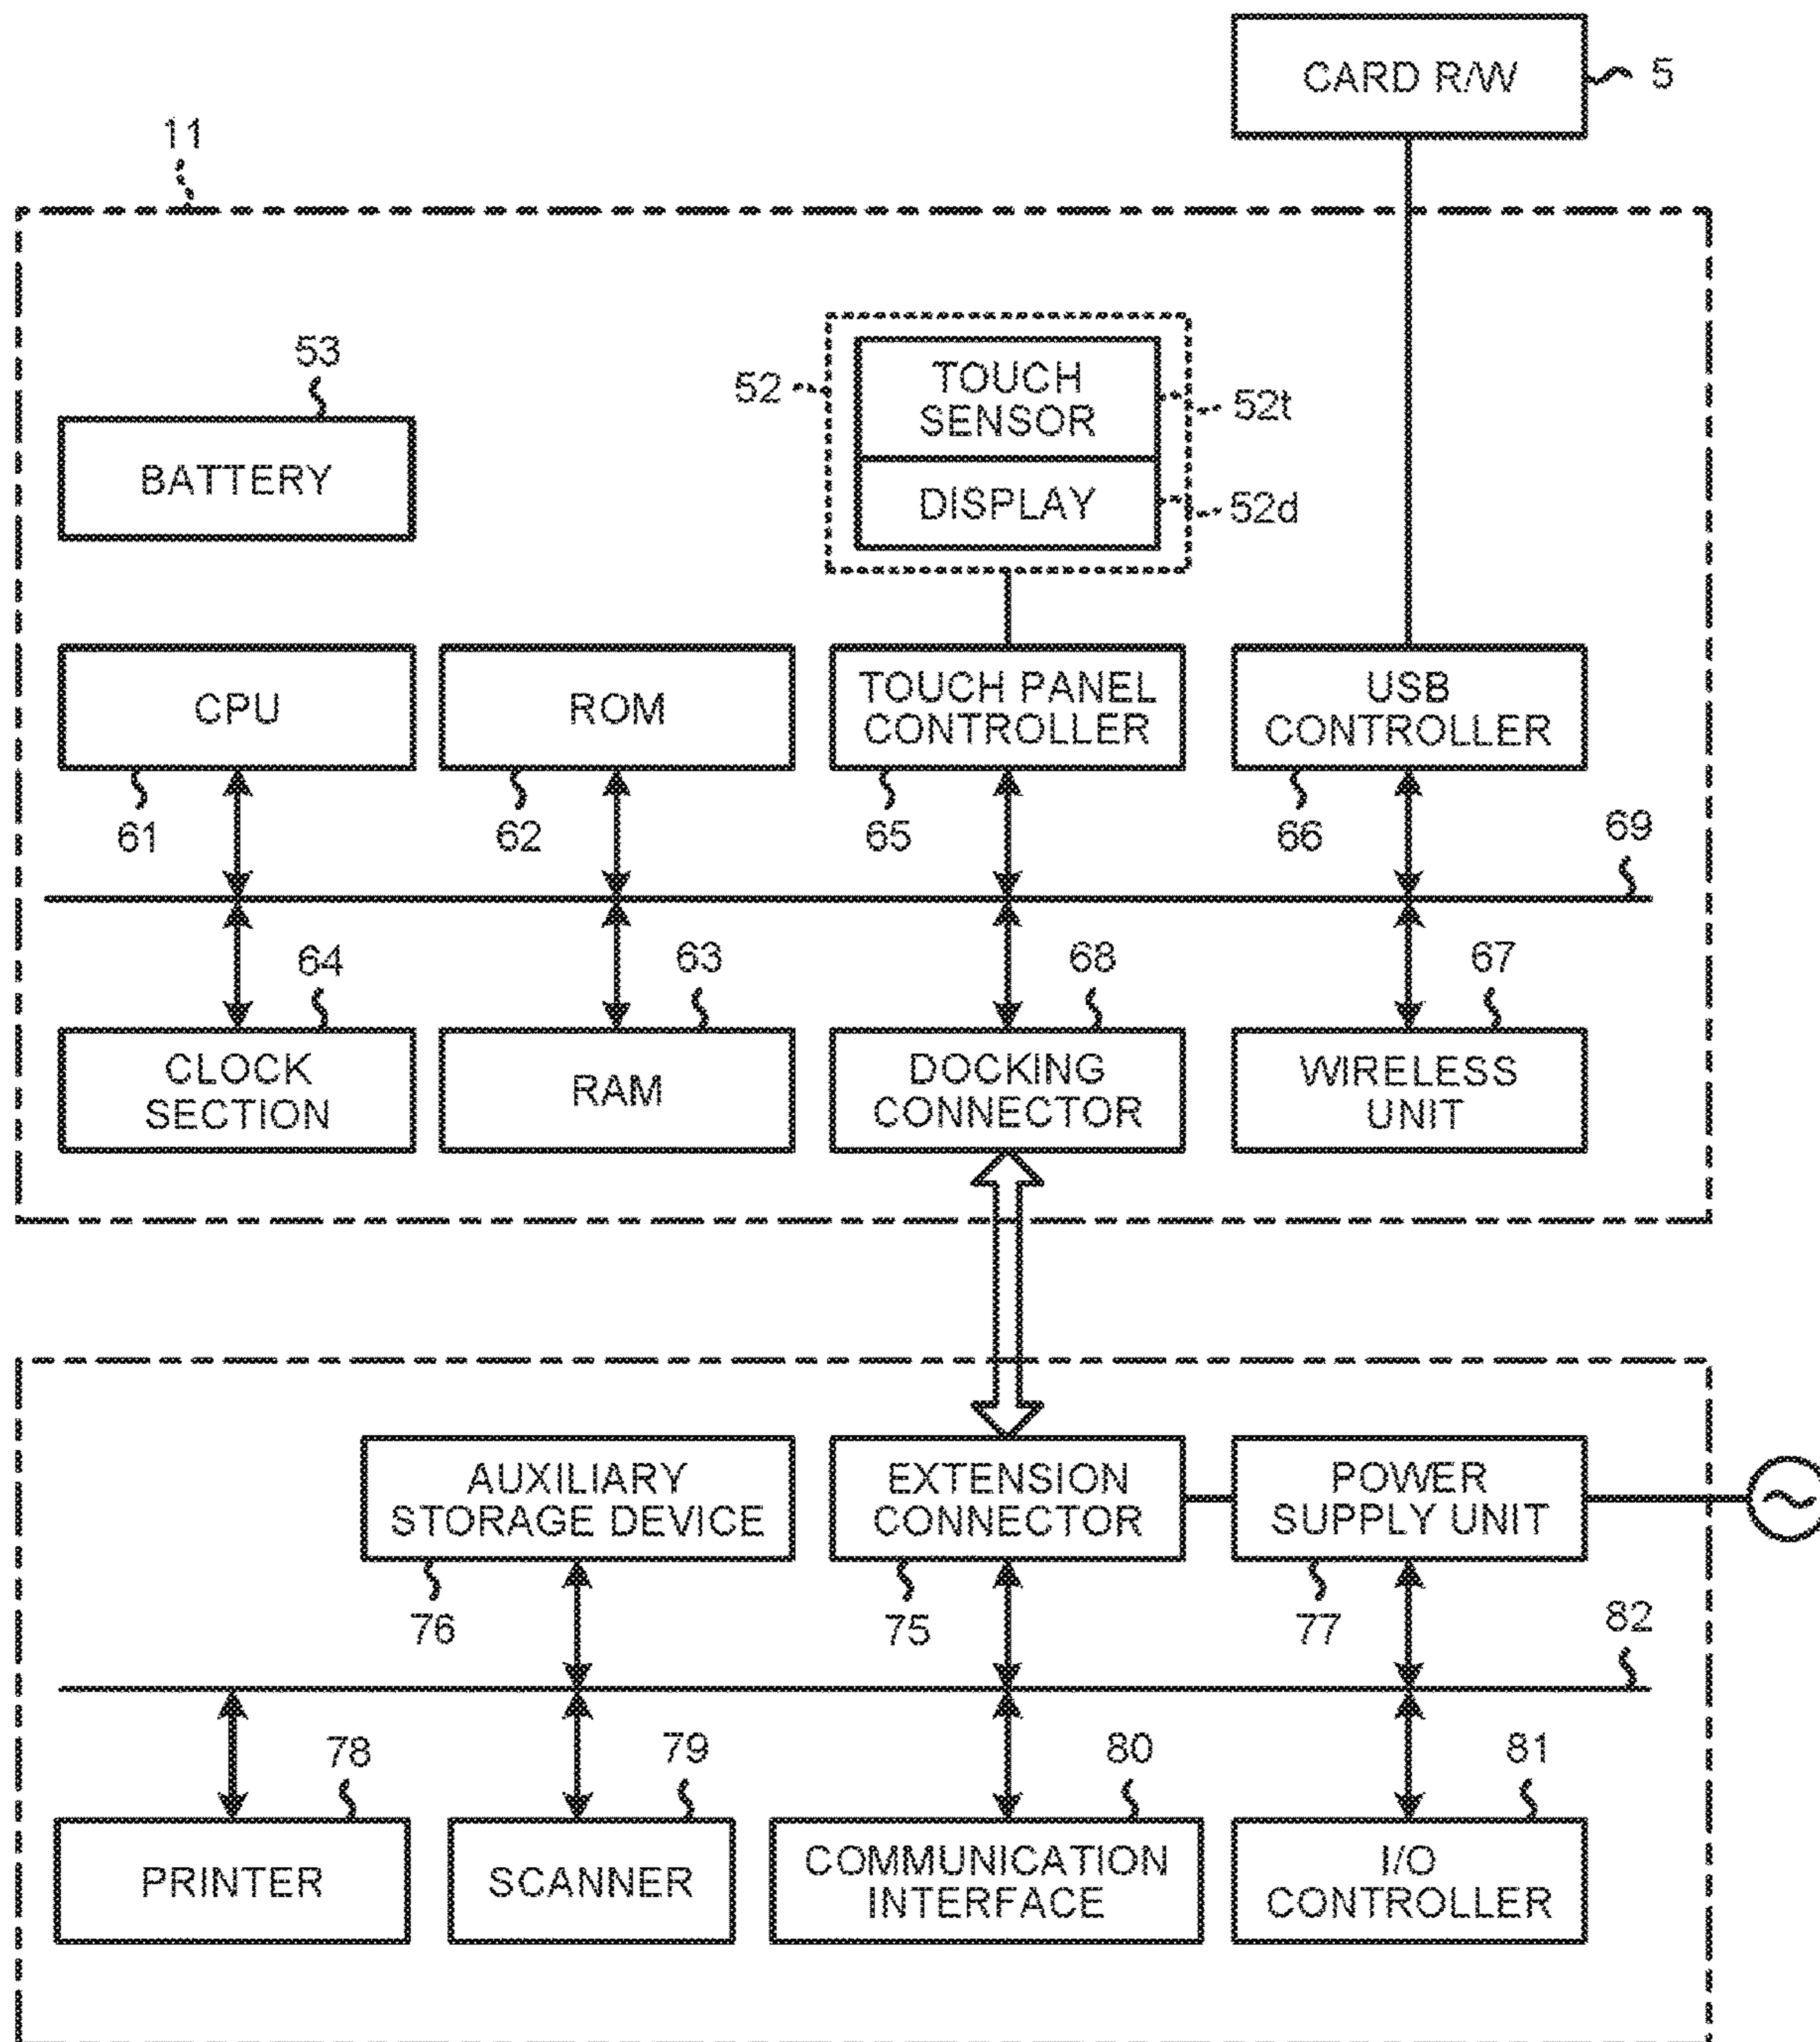 CARD R/W
5
11
53
BATTERY
52
TOUCH
SENSOR
52t
DISPLAY
52d
CPU
ROM
TOUCH PANEL
CONTROLLER
USB
CONTROLLER
61
62
65
66
69
64
63
68
67
CLOCK
SECTION
RAM
DOCKING
CONNECTOR
WIRELESS
UNIT
AUXILIARY
STORAGE DEVICE
EXTENSION
CONNECTOR
POWER
SUPPLY UNIT
76
75
77
82
78
79
80
81
PRINTER
SCANNER
COMMUNICATION
INTERFACE
I/O
CONTROLLER